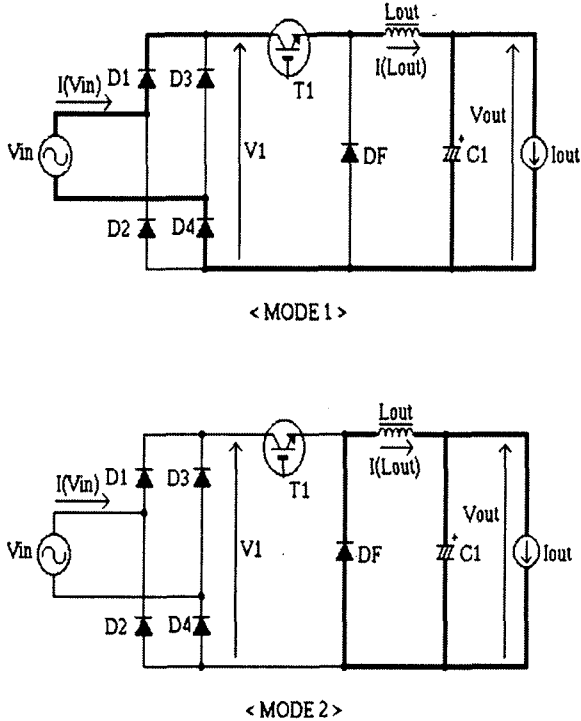 Lout
D1
D3
I(Vin)
T1
I(Lout)
Vin
V1
DF
Vout
C1
Iout
D2
D4
+
< MODE 1 >
Lout
D1
D3
I(Vin)
T1
I(Lout)
Vin
V1
DF
Vout
C1
Iout
D2
D4
+
< MODE 2 >